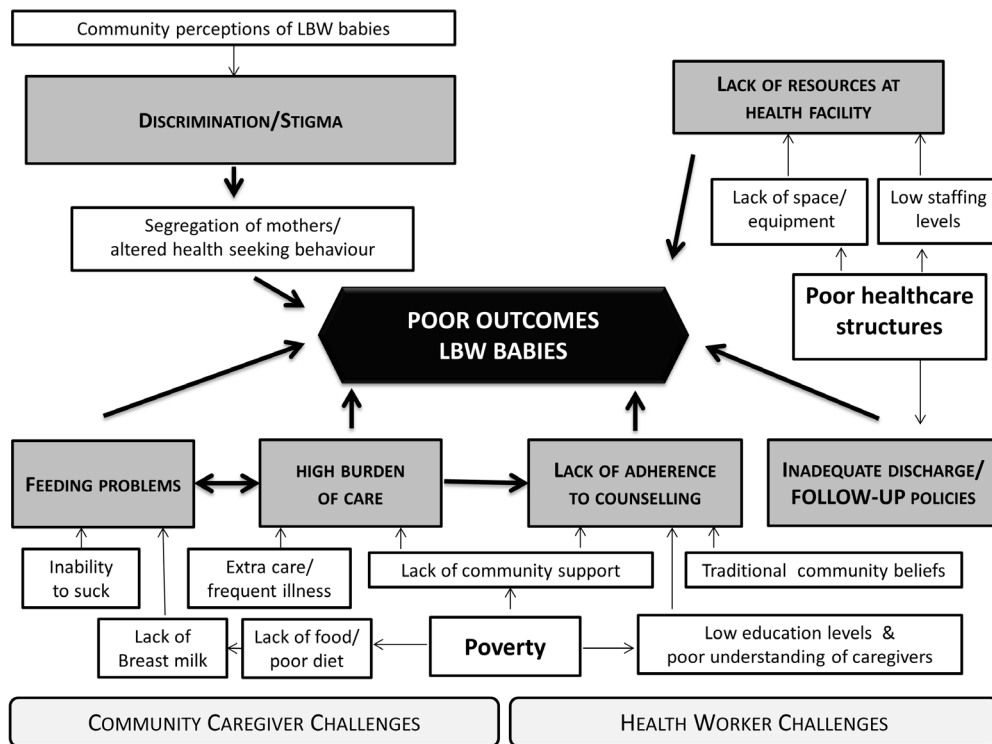 Community perceptions of LBW babies
DISCRIMINATION/STIGMA
Segregation of mothers/
altered health seeking behaviour
LACK OF RESOURCES AT
HEALTH FACILITY
Lack of space/
equipment
Low staffing
levels
Poor healthcare
structures
POOR OUTCOMES
LBW BABIES
FEEDING PROBLEMS
HIGH BURDEN
OF CARE
LACK OF ADHERENCE
TO COUNSELLING
INADEQUATE DISCHARGE/
FOLLOW-UP POLICIES
Inability
to suck
Extra care/
frequent illness
Lack of community support
Traditional community beliefs
Lack of
Breast milk
Lack of food/
poor diet
Poverty
Low education levels &
poor understanding of caregivers
COMMUNITY CAREGIVER CHALLENGES
HEALTH WORKER CHALLENGES